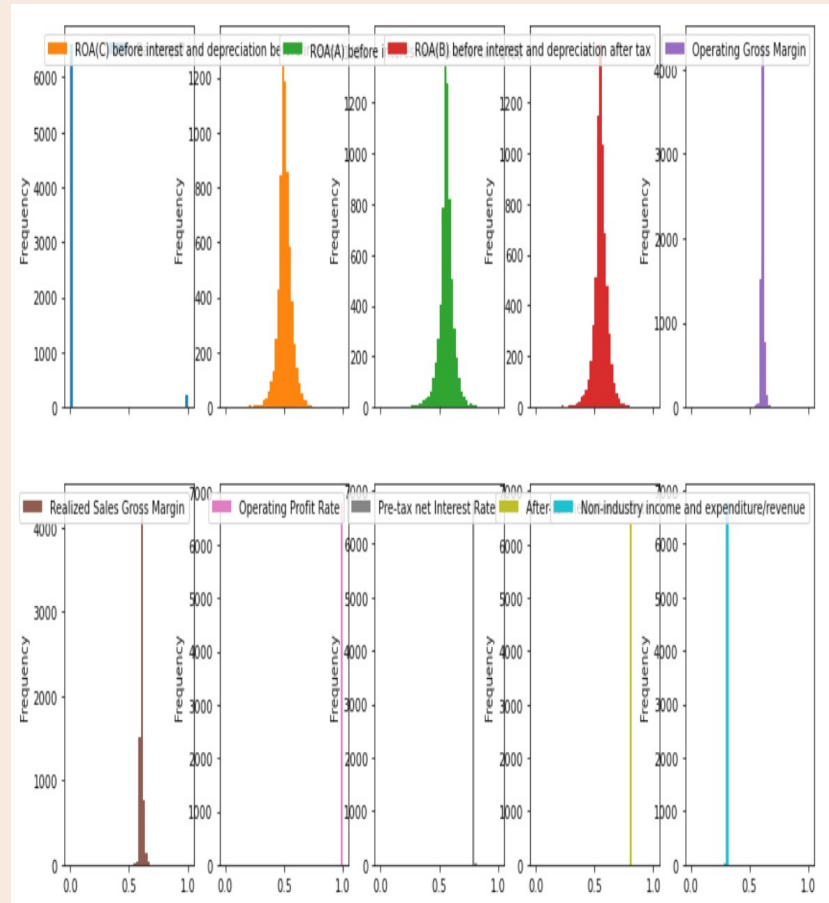 ROA(C) before interest and depreciation be
ROA(A) before i
ROA(B) before interest and depreciation after tax
Operating Gross Margin
Frequency
6000
5000
4000
3000
2000
1000
0
Frequency
1200
1000
800
600
400
200
0
Frequency
1200
1000
800
600
400
200
0
Frequency
1200
1000
800
600
400
200
0
Frequency
4000
3000
2000
1000
0
Realized Sales Gross Margin
Operating Profit Rate
Pre-tax net Interest Rate
After-
Non-industry income and expenditure/revenue
Frequency
4000
3000
2000
1000
0
0.0 0.5 1.0
Frequency
7000
6000
5000
4000
3000
2000
1000
0
0.0 0.5 1.0
Frequency
7000
6000
5000
4000
3000
2000
1000
0
0.0 0.5 1.0
Frequency
7000
6000
5000
4000
3000
2000
1000
0
0.0 0.5 1.0
Frequency
7000
6000
5000
4000
3000
2000
1000
0
0.0 0.5 1.0